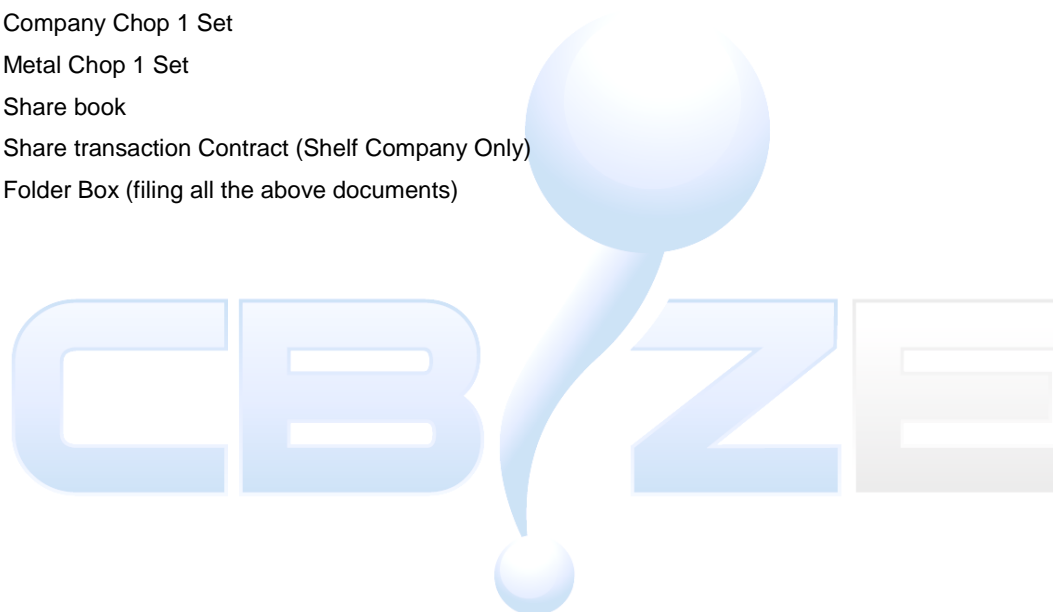 Company Chop 1 Set
Metal Chop 1 Set
Share book
Share transaction Contract (Shelf Company Only)
Folder Box (filing all the above documents)
CBIZE